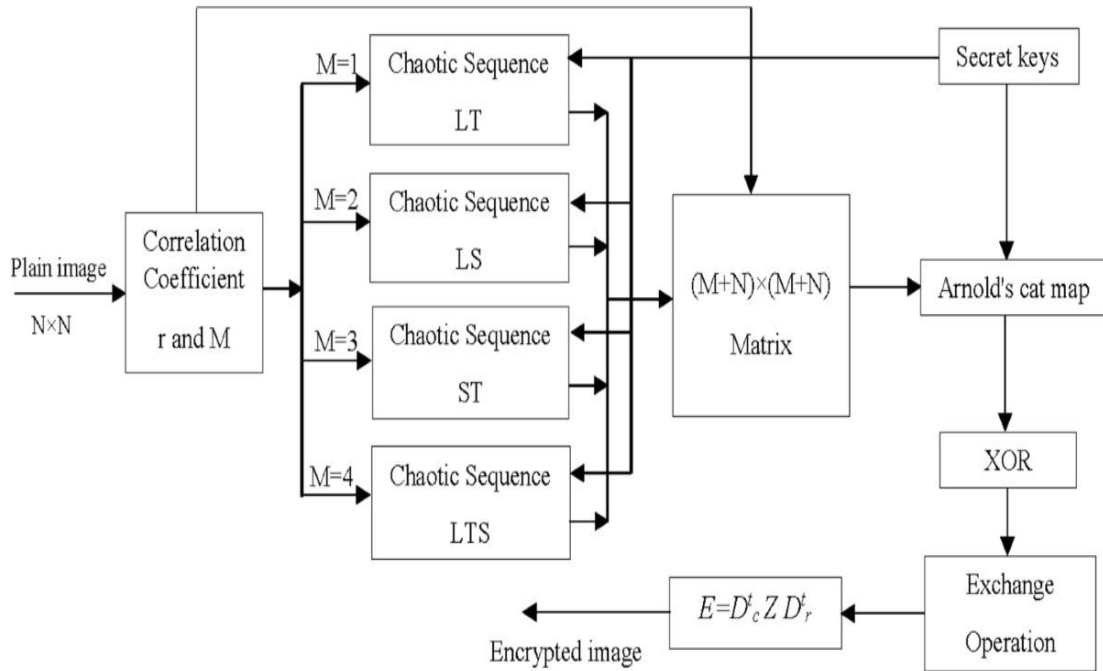 Plain image
N×N
Correlation
Coefficient
r and M
M=1
Chaotic Sequence
LT
M=2
Chaotic Sequence
LS
M=3
Chaotic Sequence
ST
M=4
Chaotic Sequence
LTS
(M+N)×(M+N)
Matrix
Secret keys
Arnold's cat map
XOR
Exchange
Operation
E=D^t_c Z D^t_r
Encrypted image